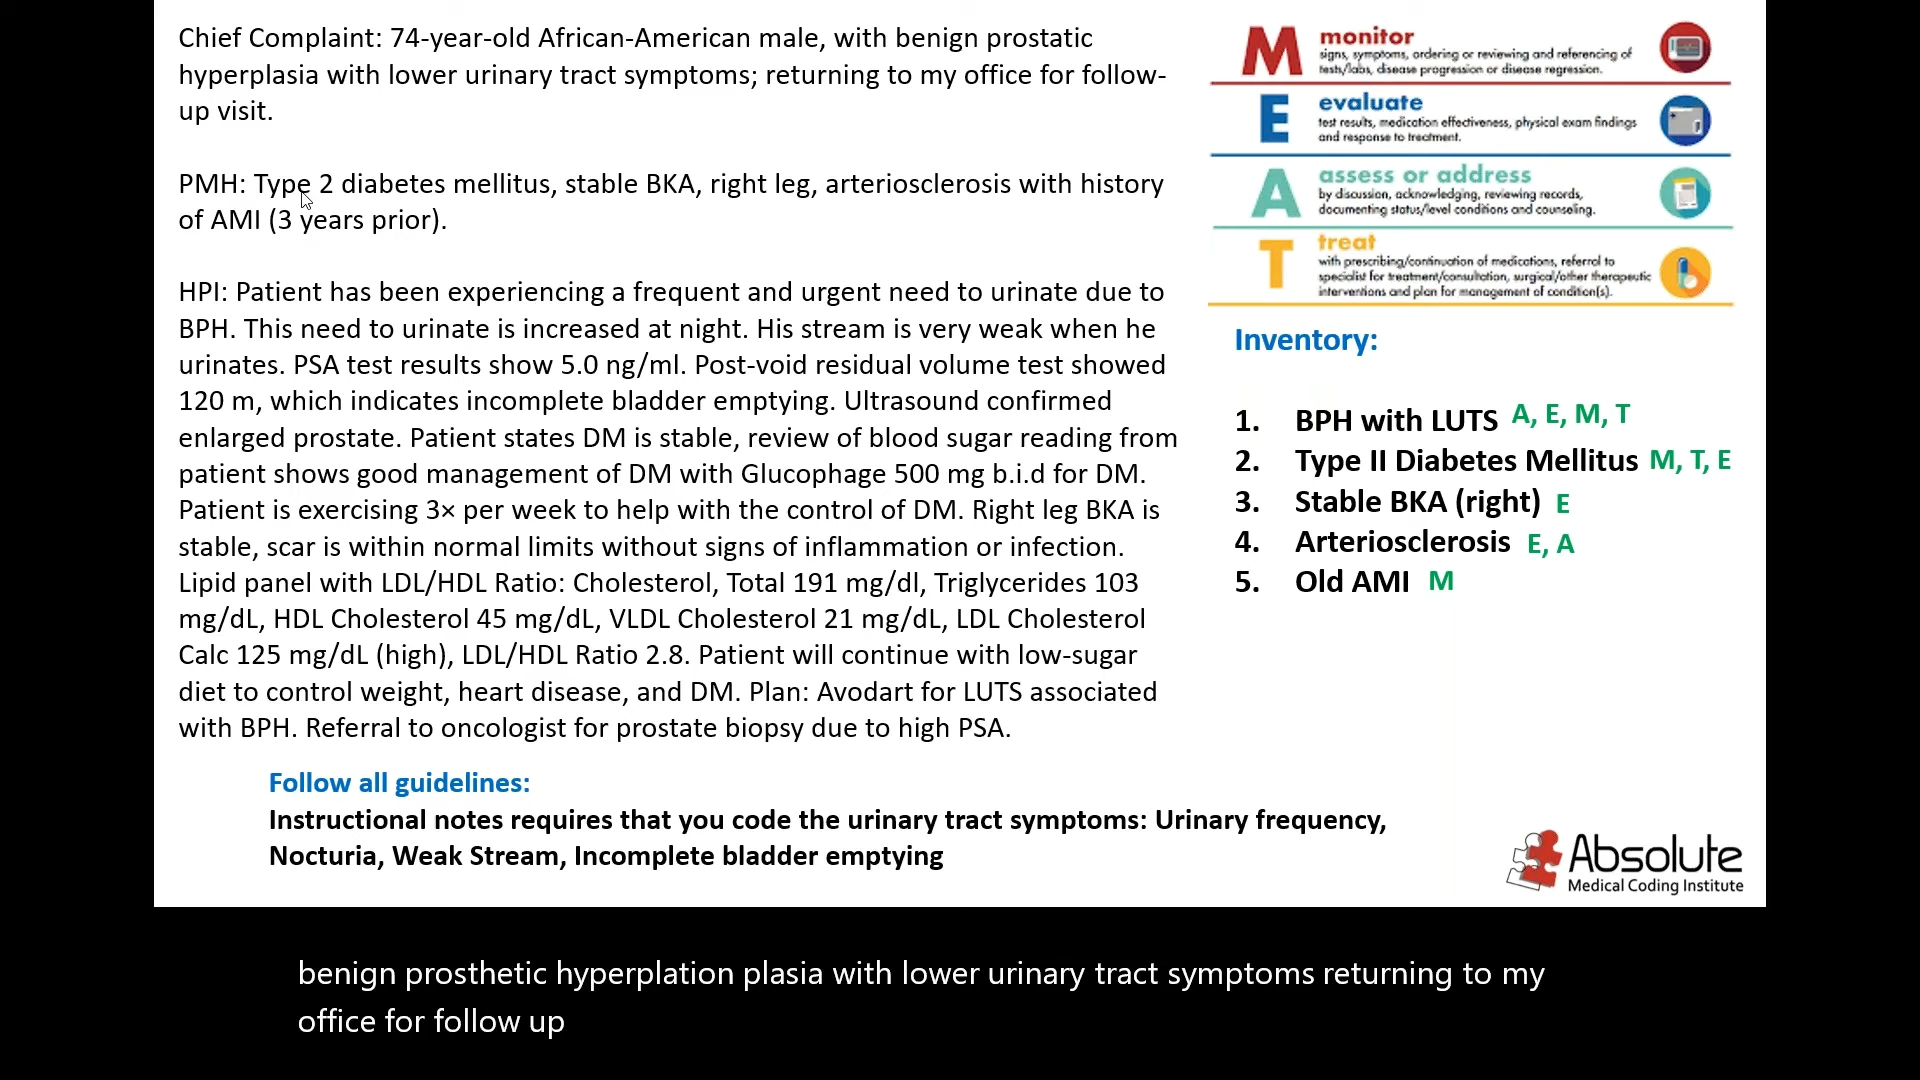 Chief Complaint: 74-year-old African-American male, with benign prostatic
hyperplasia with lower urinary tract symptoms; returning to my office for follow-
up visit.
PMH: Type 2 diabetes mellitus, stable BKA, right leg, arteriosclerosis with history
of AMI (3 years prior).
HPI: Patient has been experiencing a frequent and urgent need to urinate due to
BPH. This need to urinate is increased at night. His stream is very weak when he
urinates. PSA test results show 5.0 ng/ml. Post-void residual volume test showed
120 m, which indicates incomplete bladder emptying. Ultrasound confirmed
enlarged prostate. Patient states DM is stable, review of blood sugar reading from
patient shows good management of DM with Glucophage 500 mg b.i.d for DM.
Patient is exercising 3× per week to help with the control of DM. Right leg BKA is
stable, scar is within normal limits without signs of inflammation or infection.
Lipid panel with LDL/HDL Ratio: Cholesterol, Total 191 mg/dl, Triglycerides 103
mg/dL, HDL Cholesterol 45 mg/dL, VLDL Cholesterol 21 mg/dL, LDL Cholesterol
Calc 125 mg/dL (high), LDL/HDL Ratio 2.8. Patient will continue with low-sugar
diet to control weight, heart disease, and DM. Plan: Avodart for LUTS associated
with BPH. Referral to oncologist for prostate biopsy due to high PSA.
M monitor
signs, symptoms, ordering or reviewing and referencing of
tests/labs, disease progression or disease regression.
E evaluate
test results, medication effectiveness, physical exam findings
and response to treatment.
A assess or address
by discussion, acknowledging, reviewing records,
documenting status/level conditions and counseling.
T treat
with prescribing/continuation of medications, referral to
specialist for treatment/consultation, surgical/other therapeutic
interventions and plan for management of condition(s).
Inventory:
1. BPH with LUTS A, E, M, T
2. Type II Diabetes Mellitus M, T, E
3. Stable BKA (right) E
4. Arteriosclerosis E, A
5. Old AMI M
Follow all guidelines:
Instructional notes requires that you code the urinary tract symptoms: Urinary frequency,
Nocturia, Weak Stream, Incomplete bladder emptying
Absolute
Medical Coding Institute
benign prosthetic hyperplation plasia with lower urinary tract symptoms returning to my
office for follow up